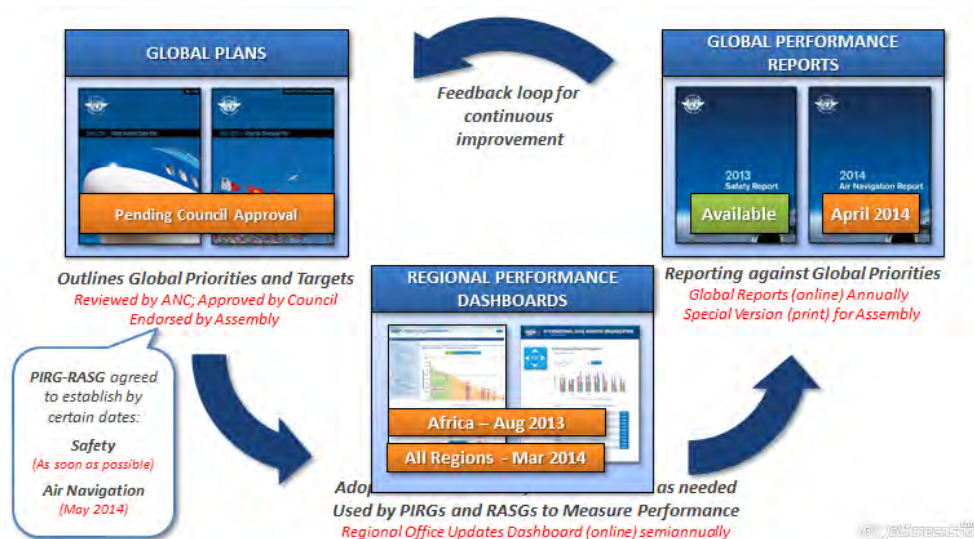 GLOBAL PLANS
Pending Council Approval
Outlines Global Priorities and Targets
Reviewed by ANC; Approved by Council
Endorsed by Assembly
Feedback loop for
continuous
improvement
GLOBAL PERFORMANCE
REPORTS
2013
Safety Report
2014
Air Navigation Report
Available
April 2014
Reporting against Global Priorities
Global Reports (online) Annually
Special Version (print) for Assembly
PIRG-RASG agreed
to establish by
certain dates:
Safety
(As soon as possible)
Air Navigation
(May 2014)
REGIONAL PERFORMANCE
DASHBOARDS
Africa – Aug 2013
All Regions - Mar 2014
as needed
Used by PIRGs and RASGs to Measure Performance
Regional Office Updates Dashboard (online) semiannually